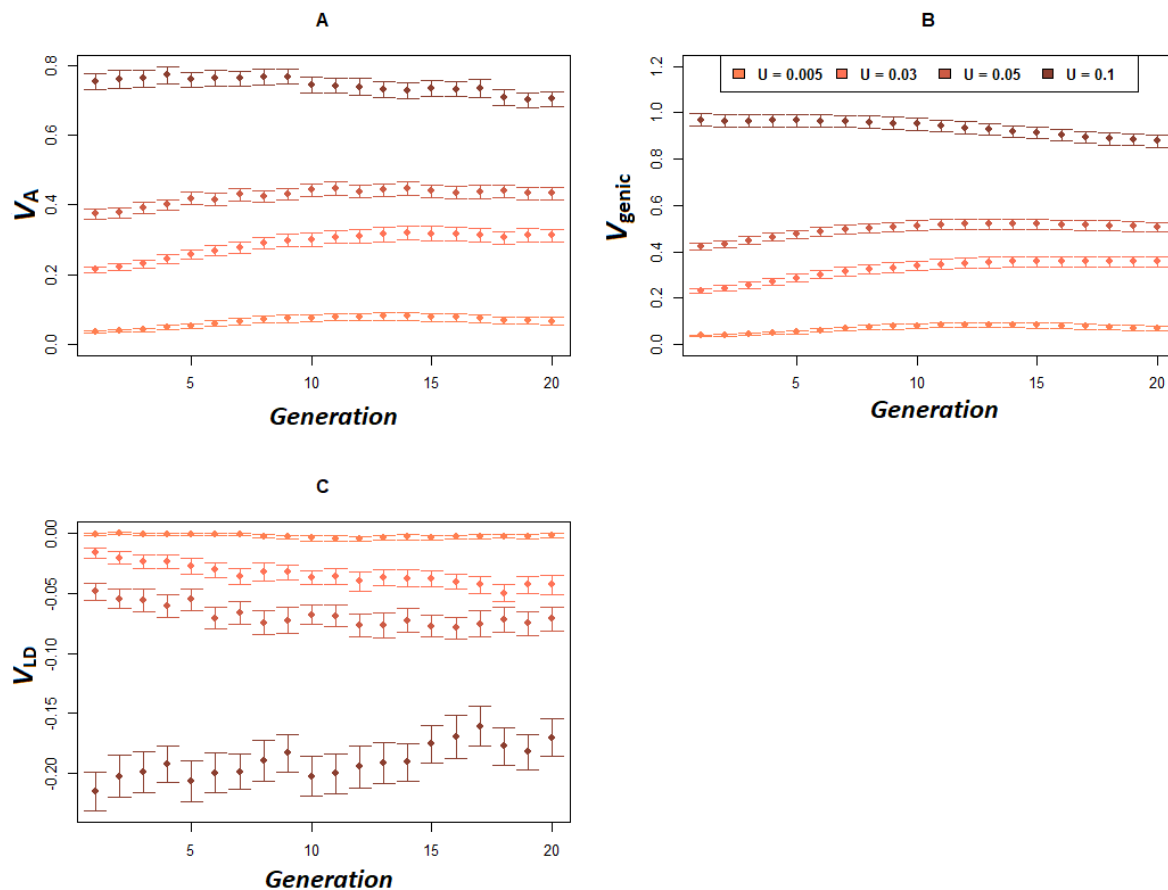 A
V_A
0.0 0.2 0.4 0.6 0.8
5 10 15 20
Generation
B
V_genic
0.0 0.2 0.4 0.6 0.8 1.0 1.2
U = 0.005 U = 0.03 U = 0.05 U = 0.1
5 10 15 20
Generation
C
V_LD
-0.20 -0.15 -0.10 -0.05 0.00
5 10 15 20
Generation